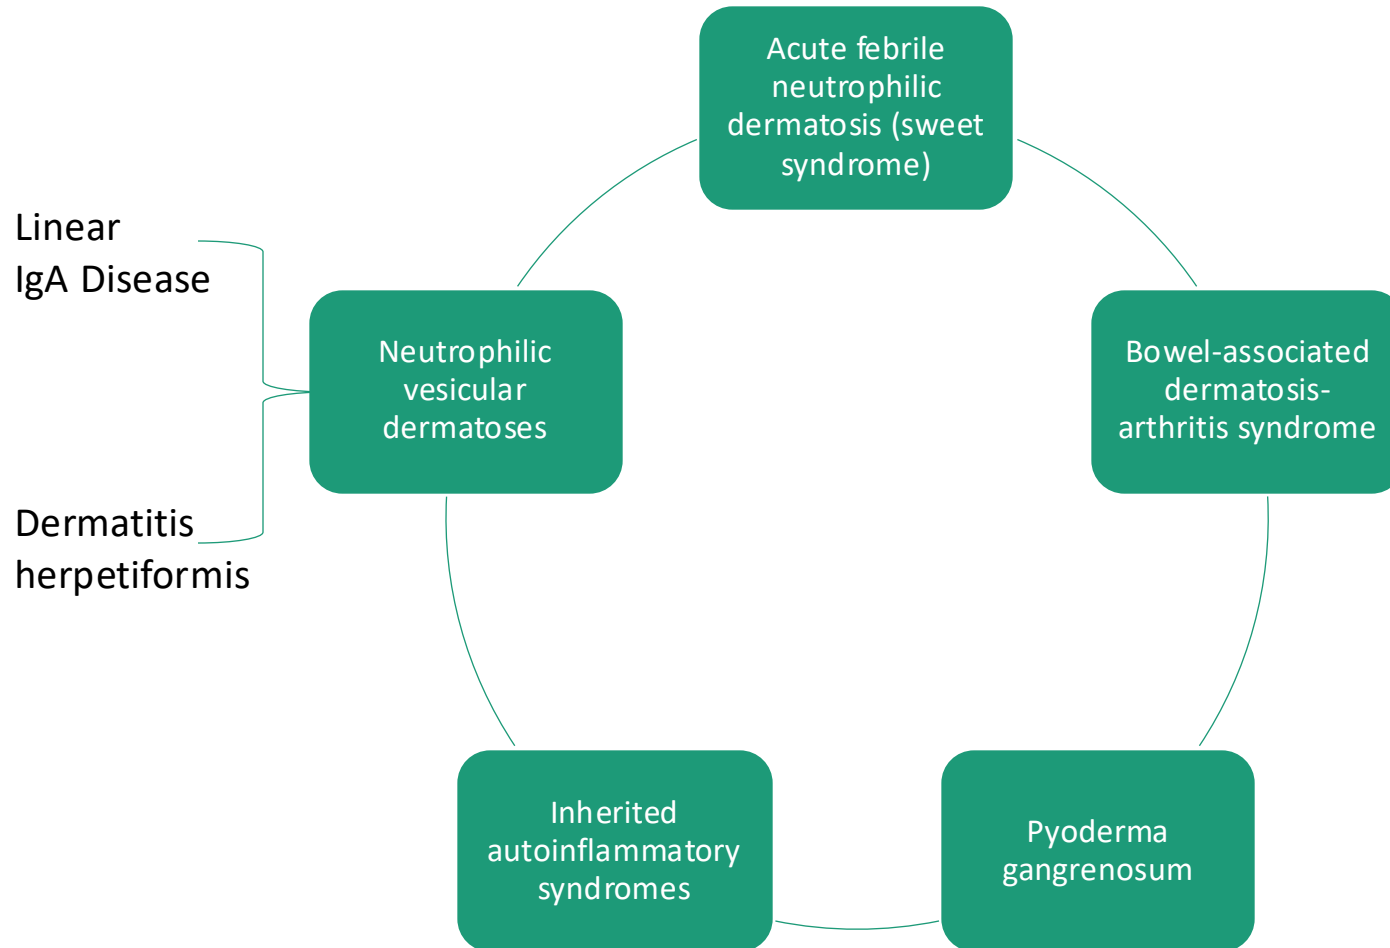 Acute febrile
neutrophilic
dermatosis (sweet
syndrome)
Linear
IgA Disease
Neutrophilic
vesicular
dermatoses
Bowel-associated
dermatosis-
arthritis syndrome
Dermatitis
herpetiformis
Inherited
autoinflammatory
syndromes
Pyoderma
gangrenosum